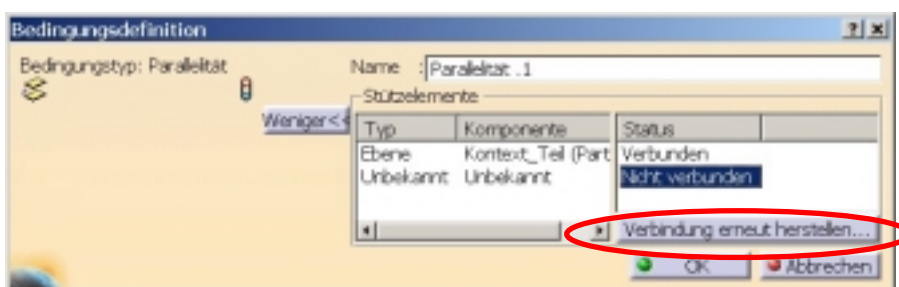 Bedingungsdefinition
Bedingungstyp: Parallelität
Name : Parallelität .1
Stützelemente
Weniger<<
Typ Komponente Status
Ebene Kontext_Teil (Part Verbunden
Unbekannt Unbekannt Nicht verbunden
Verbindung erneut herstellen...
OK Abbrechen